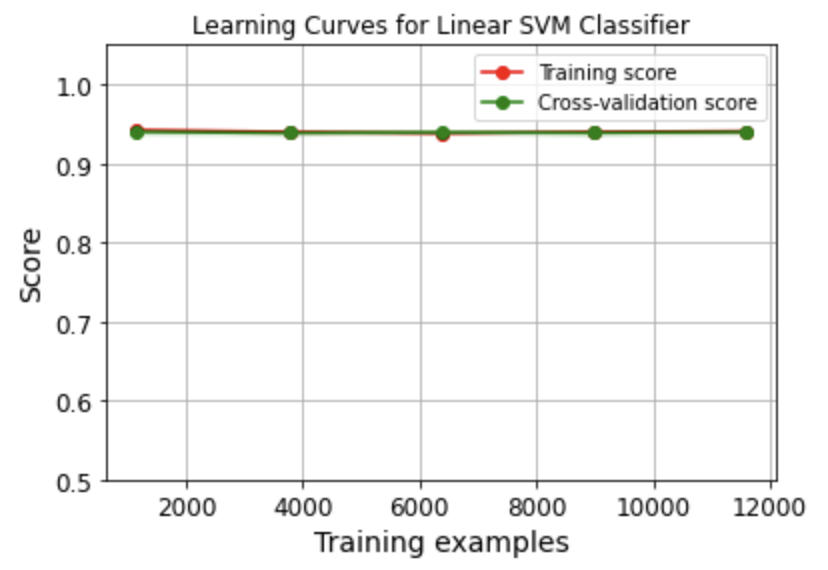 Learning Curves for Linear SVM Classifier
Training score
Cross-validation score
1.0
0.9
0.8
0.7
0.6
0.5
Score
2000 4000 6000 8000 10000 12000
Training examples